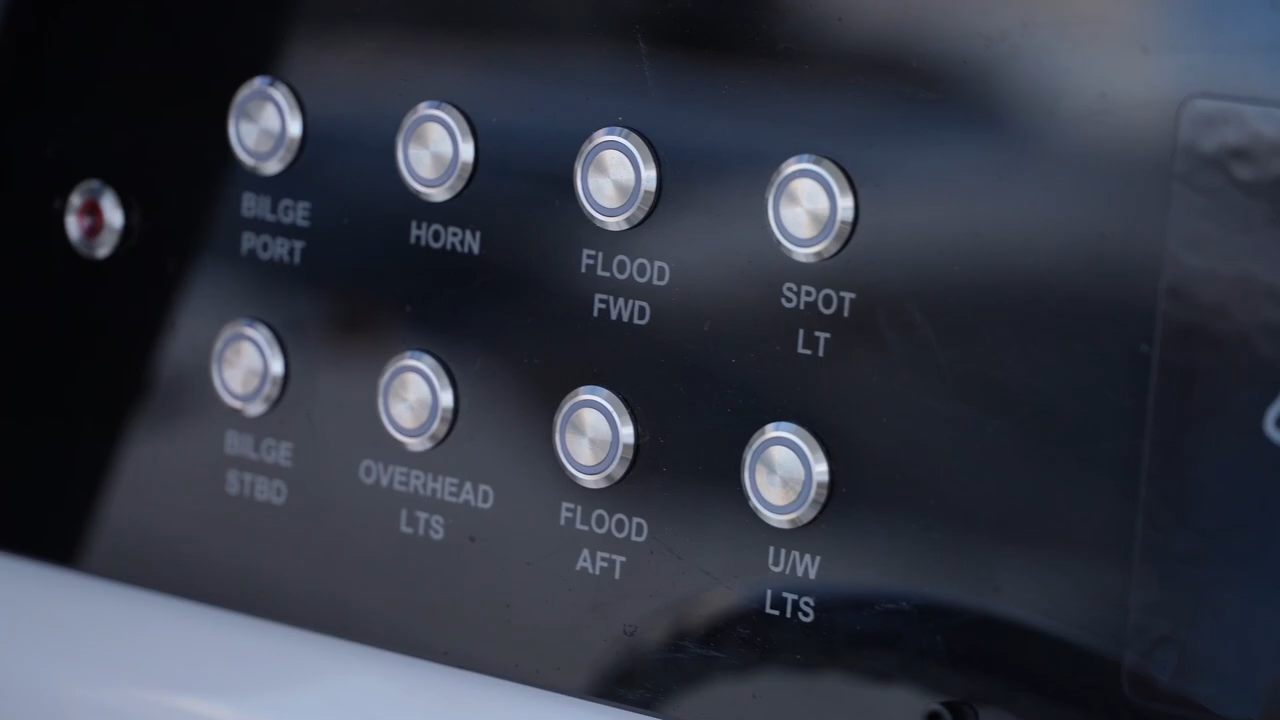 BILGE
PORT
HORN
FLOOD
FWD
SPOT
LT
BILGE
STBD
OVERHEAD
LTS
FLOOD
AFT
U/W
LTS